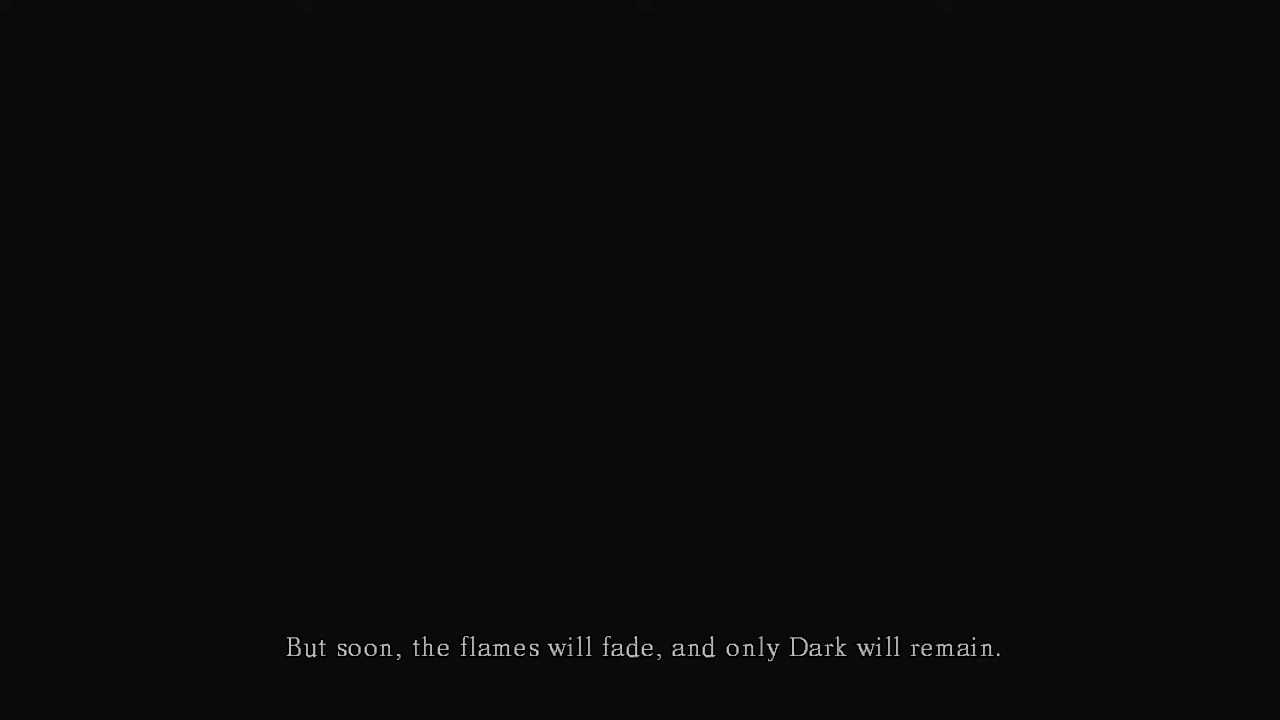 But soon, the flames will fade, and only Dark will remain.